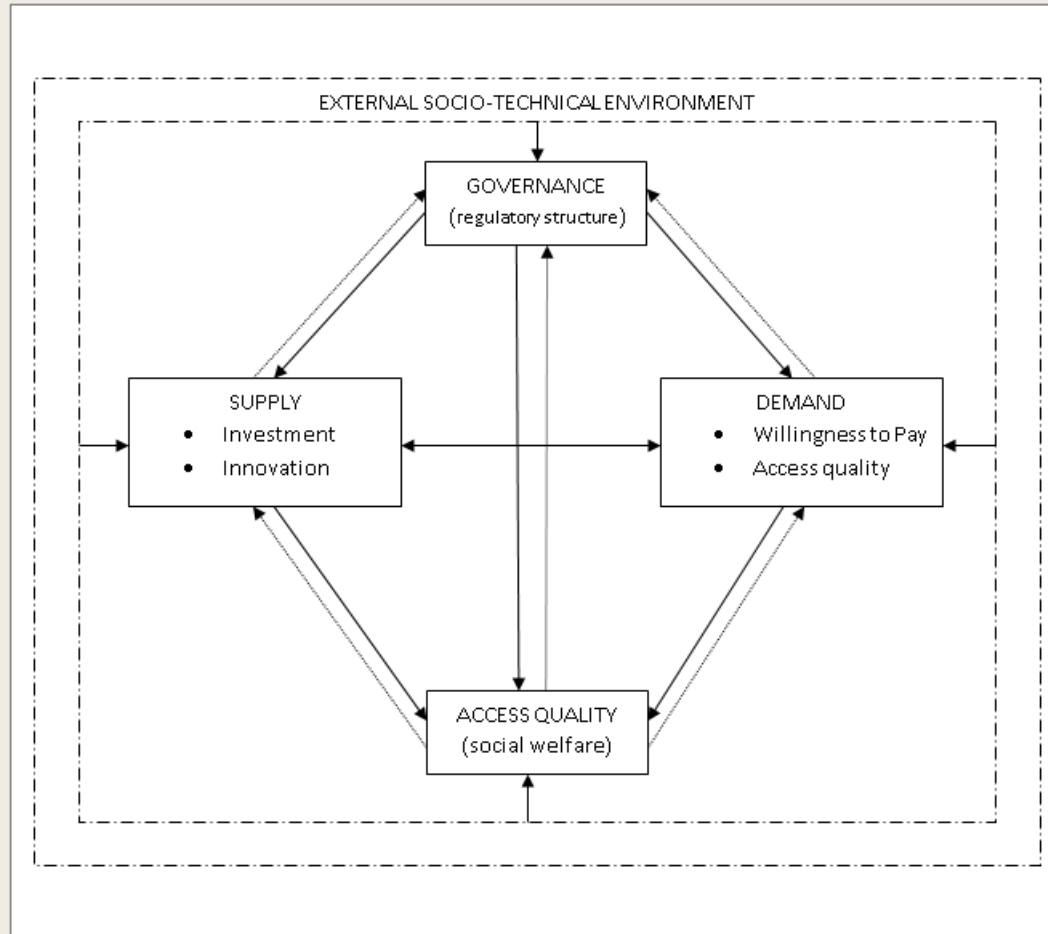 EXTERNAL SOCIO-TECHNICAL ENVIRONMENT
GOVERNANCE
(regulatory structure)
SUPPLY
• Investment
• Innovation
DEMAND
• Willingness to Pay
• Access quality
ACCESS QUALITY
(social welfare)